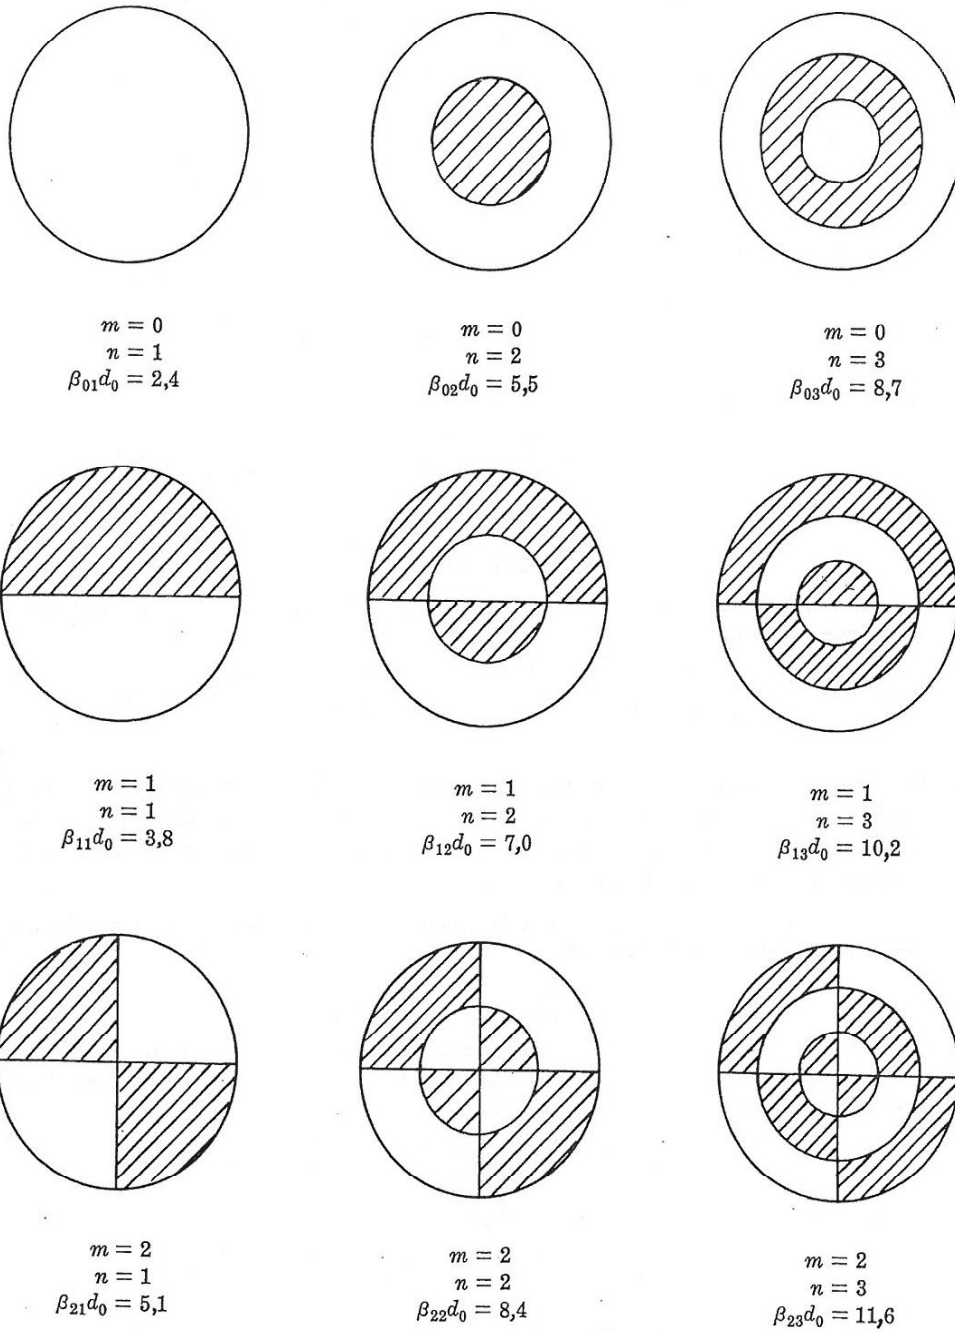 m = 0
n = 1
β₀₁d₀ = 2,4
m = 0
n = 2
β₀₂d₀ = 5,5
m = 0
n = 3
β₀₃d₀ = 8,7
m = 1
n = 1
β₁₁d₀ = 3,8
m = 1
n = 2
β₁₂d₀ = 7,0
m = 1
n = 3
β₁₃d₀ = 10,2
m = 2
n = 1
β₂₁d₀ = 5,1
m = 2
n = 2
β₂₂d₀ = 8,4
m = 2
n = 3
β₂₃d₀ = 11,6